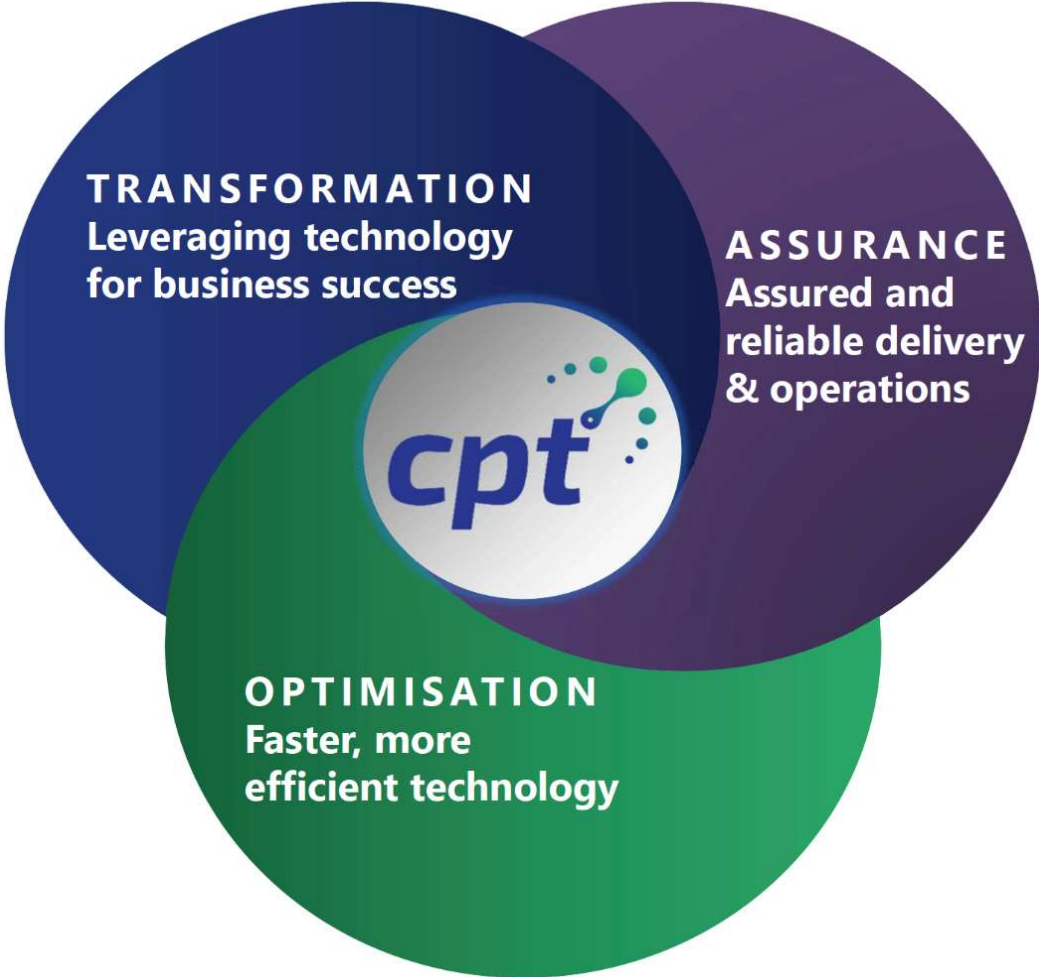 TRANSFORMATION
Leveraging technology
for business success
ASSURANCE
Assured and
reliable delivery
& operations
cpt
OPTIMISATION
Faster, more
efficient technology